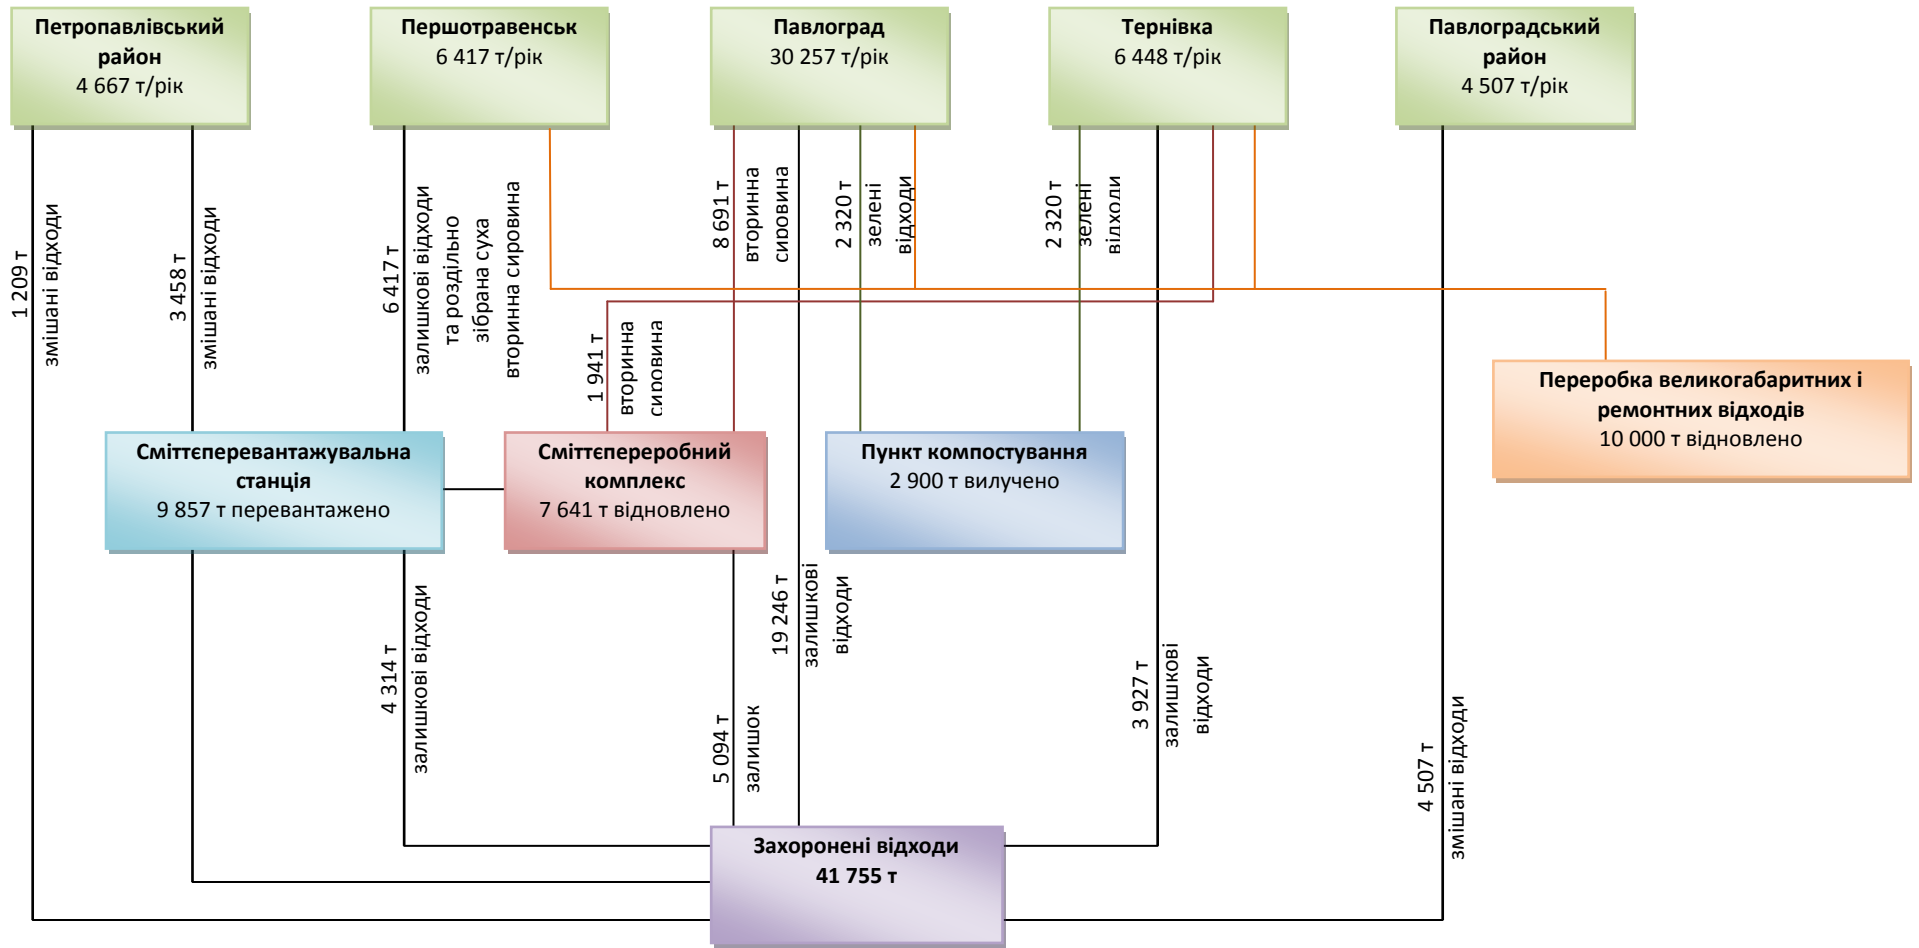 Петропавлівський
район
4 667 т/рік
Першотравенськ
6 417 т/рік
Павлоград
30 257 т/рік
Тернівка
6 448 т/рік
Павлоградський
район
4 507 т/рік
1 209 т
змішані відходи
3 458 т
змішані відходи
6 417 т
залишкові відходи
та роздільно
зібрана суха
вторинна сировина
8 691 т
вторинна
сировина
2 320 т
зелені
відходи
2 320 т
зелені
відходи
1 941 т
вторинна
сировина
Переробка великогабаритних і
ремонтних відходів
10 000 т відновлено
Сміттєперевантажувальна
станція
9 857 т перевантажено
Сміттєпереробний
комплекс
7 641 т відновлено
Пункт компостування
2 900 т вилучено
4 314 т
залишкові відходи
5 094 т
залишок
19 246 т
залишкові
відходи
3 927 т
залишкові
відходи
4 507 т
змішані відходи
Захоронені відходи
41 755 т